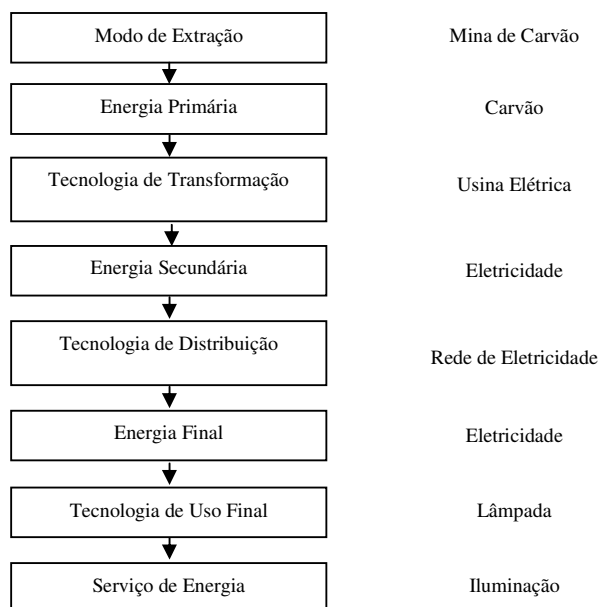 Modo de Extração
Mina de Carvão
Energia Primária
Carvão
Tecnologia de Transformação
Usina Elétrica
Energia Secundária
Eletricidade
Tecnologia de Distribuição
Rede de Eletricidade
Energia Final
Eletricidade
Tecnologia de Uso Final
Lâmpada
Serviço de Energia
Iluminação